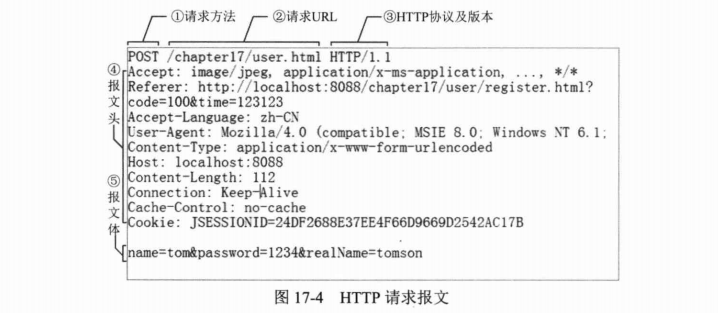 ①请求方法 ②请求URL ③HTTP协议及版本
POST /chapter17/user.html HTTP/1.1
④报文头
Accept: image/jpeg, application/x-ms-application, ..., */*
Referer: http://localhost:8088/chapter17/user/register.html?
code=100&time=123123
Accept-Language: zh-CN
User-Agent: Mozilla/4.0 (compatible; MSIE 8.0; Windows NT 6.1;
Content-Type: application/x-www-form-urlencoded
Host: localhost:8088
Content-Length: 112
Connection: Keep-Alive
Cache-Control: no-cache
Cookie: JSESSIONID=24DF2688E37EE4F66D9669D2542AC17B
⑤报文体
name=tom&password=1234&realName=tomson
图 17-4 HTTP 请求报文